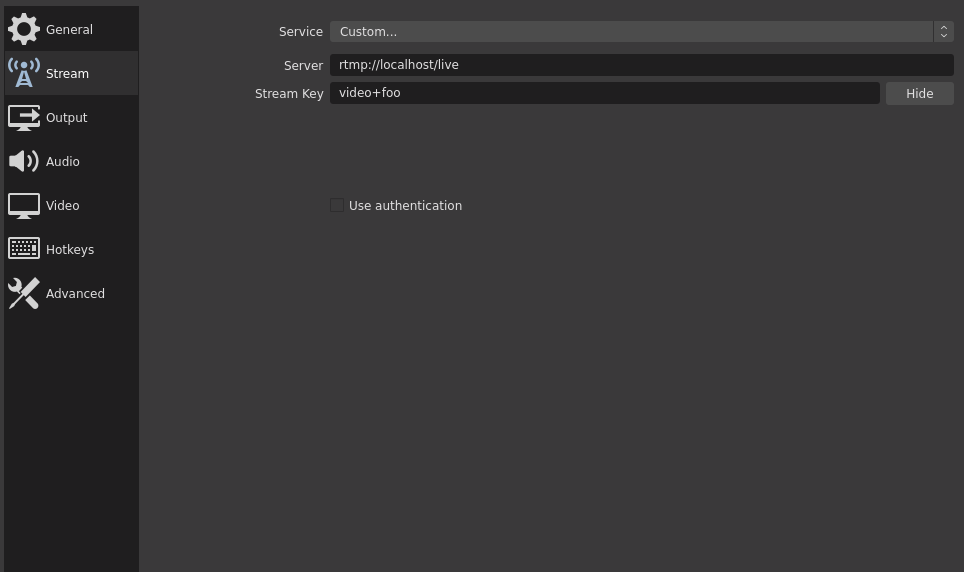 General
Stream
Output
Audio
Video
Hotkeys
Advanced
Service Custom...
Server rtmp://localhost/live
Stream Key video+foo Hide
Use authentication